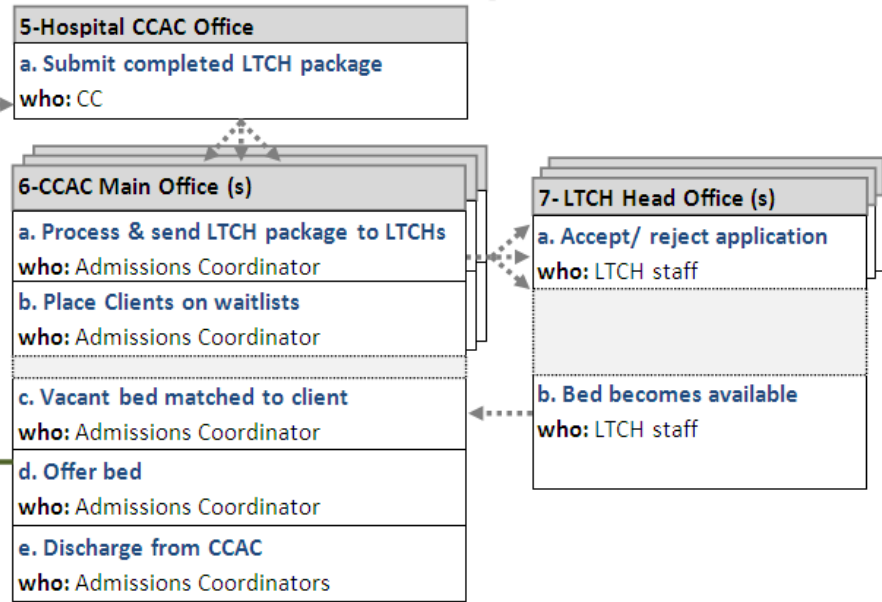 5-Hospital CCAC Office
a. Submit completed LTCH package
who: CC
6-CCAC Main Office (s)
a. Process & send LTCH package to LTCHs
who: Admissions Coordinator
b. Place Clients on waitlists
who: Admissions Coordinator
c. Vacant bed matched to client
who: Admissions Coordinator
d. Offer bed
who: Admissions Coordinator
e. Discharge from CCAC
who: Admissions Coordinators
7- LTCH Head Office (s)
a. Accept/ reject application
who: LTCH staff
b. Bed becomes available
who: LTCH staff